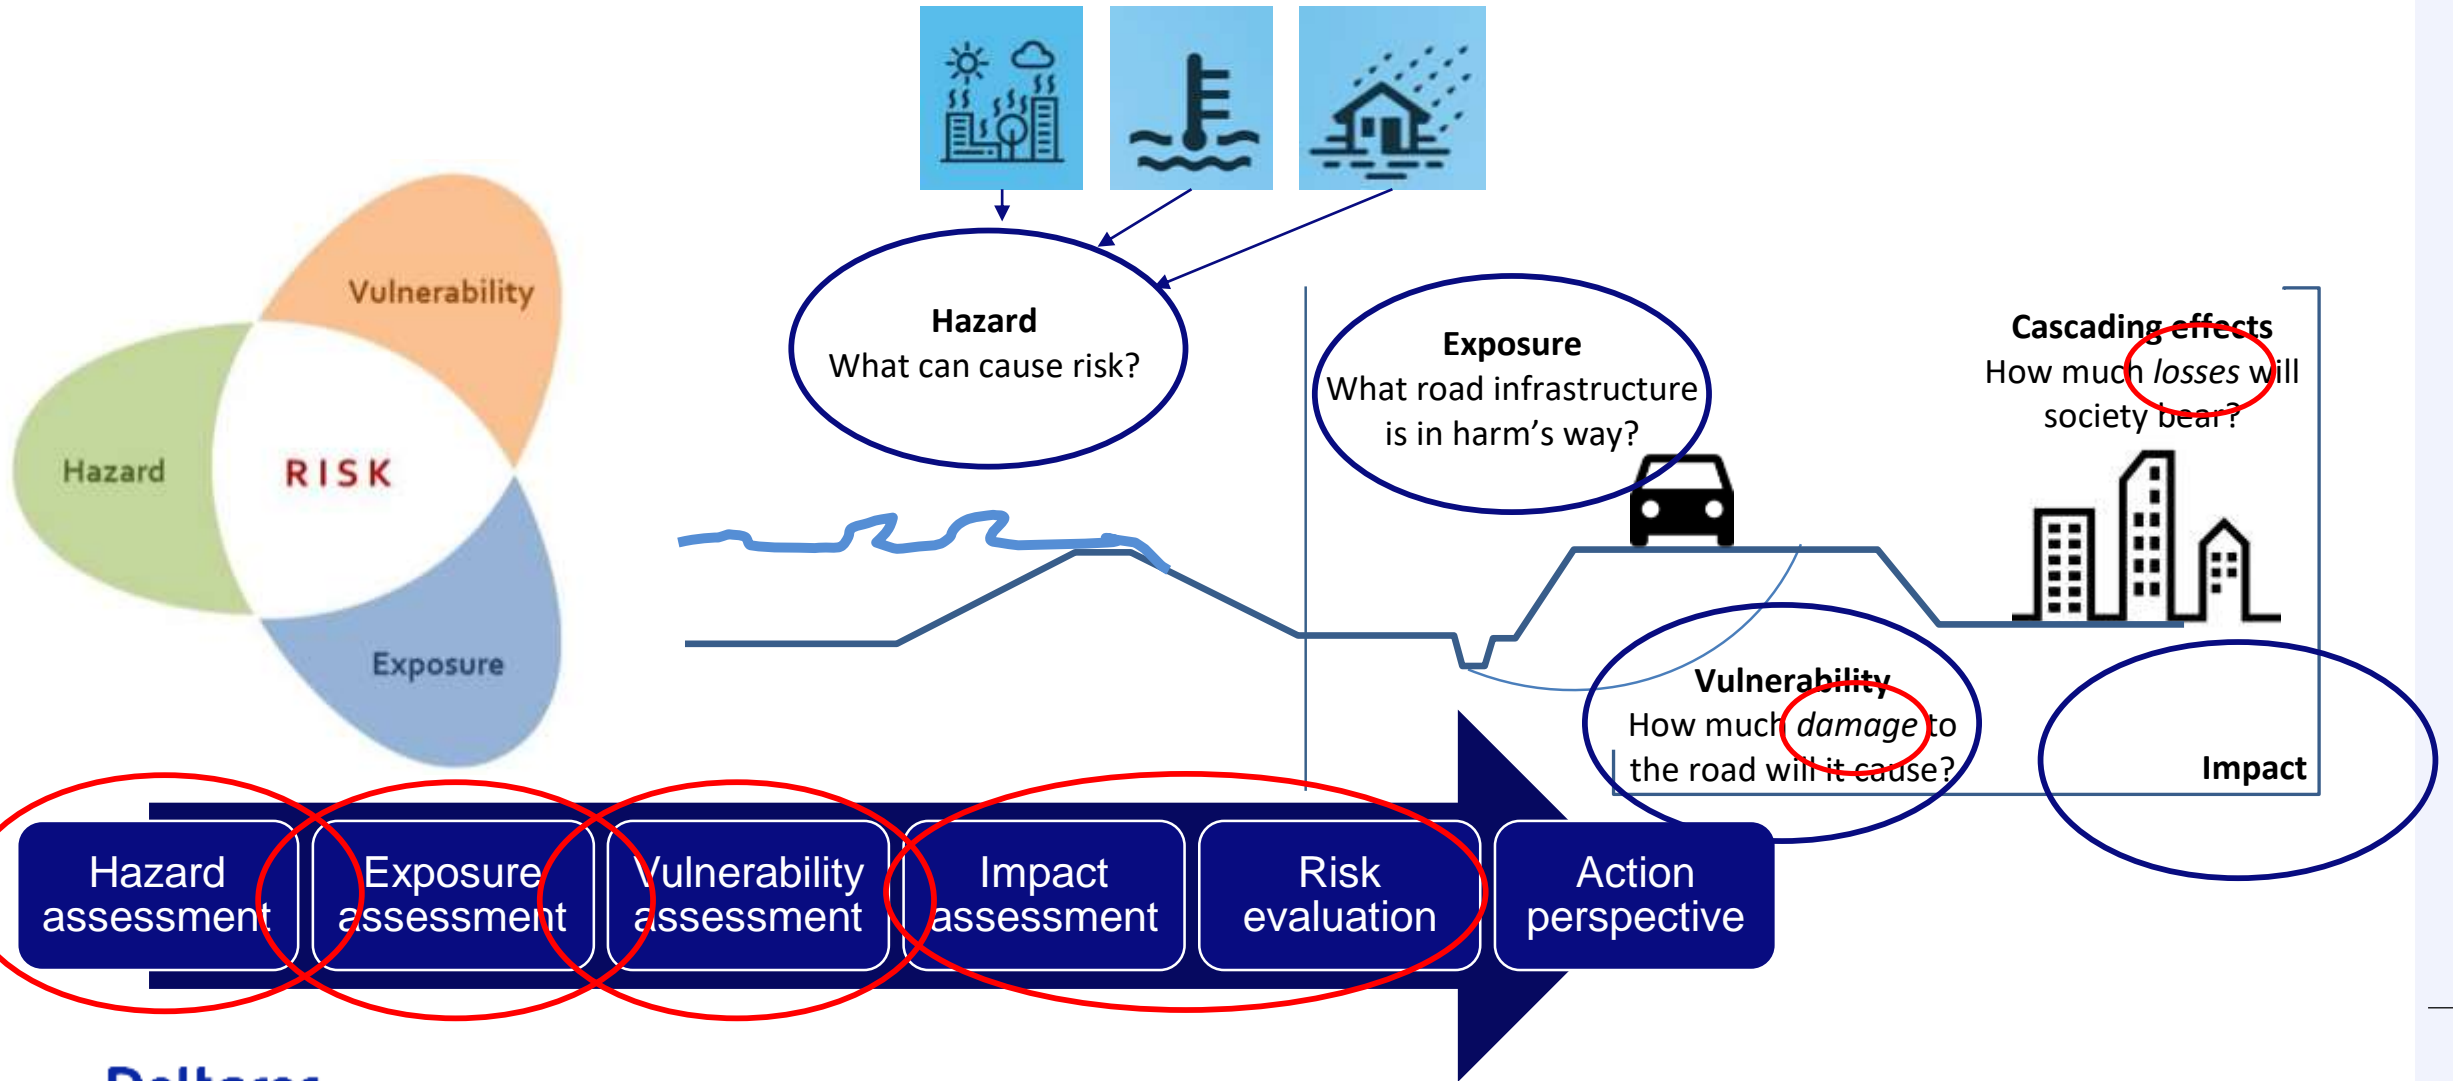 Vulnerability
Hazard
RISK
Exposure
Hazard
What can cause risk?
Exposure
What road infrastructure
is in harm's way?
Cascading effects
How much losses will
society bear?
Vulnerability
How much damage to
the road will it cause?
Impact
Hazard
assessment
Exposure
assessment
Vulnerability
assessment
Impact
assessment
Risk
evaluation
Action
perspective